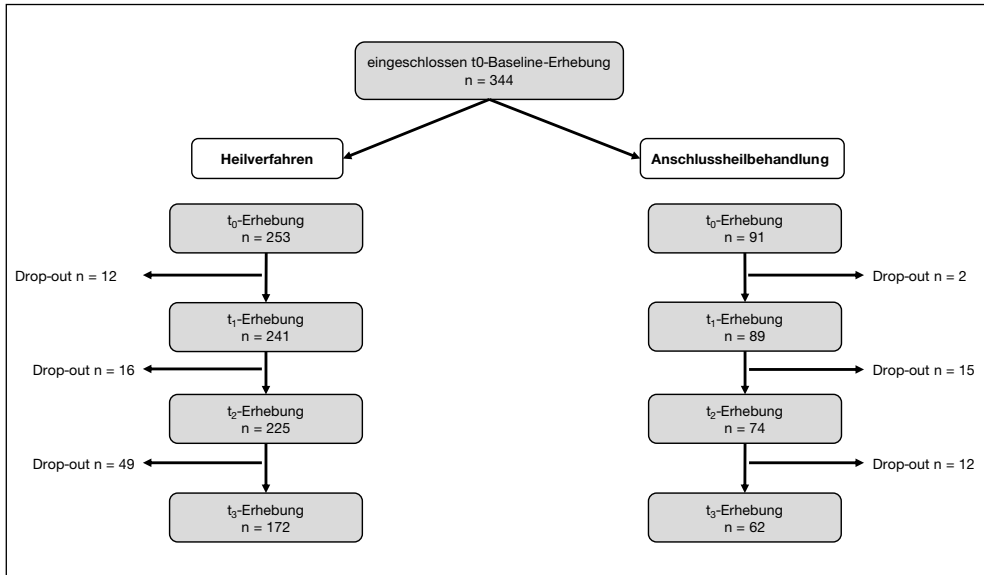 eingeschlossen t0-Baseline-Erhebung
n = 344
Heilverfahren
Anschlussheilbehandlung
t₀-Erhebung
n = 253
t₀-Erhebung
n = 91
Drop-out n = 12
Drop-out n = 2
t₁-Erhebung
n = 241
t₁-Erhebung
n = 89
Drop-out n = 16
Drop-out n = 15
t₂-Erhebung
n = 225
t₂-Erhebung
n = 74
Drop-out n = 49
Drop-out n = 12
t₃-Erhebung
n = 172
t₃-Erhebung
n = 62